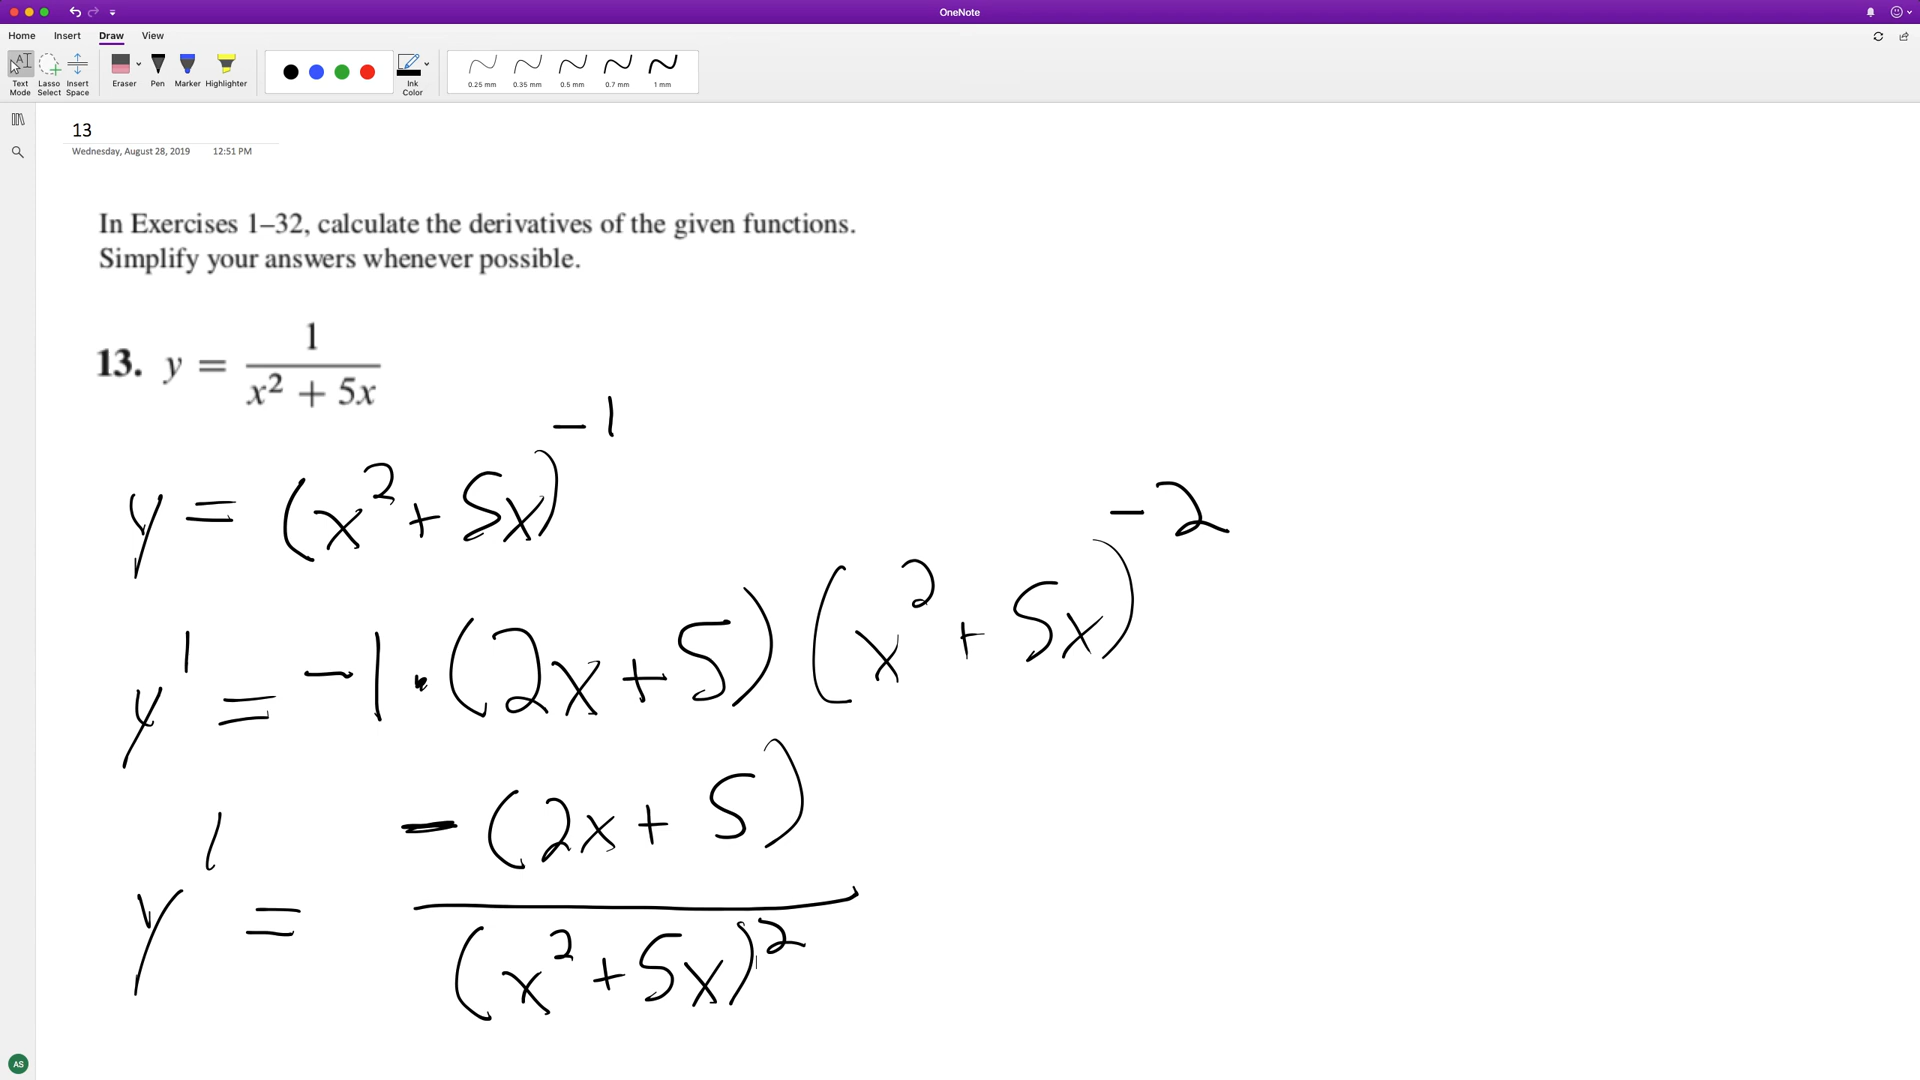 OneNote
Home Insert Draw View
Text Mode
Lasso Select
Insert Space
Eraser
Pen
Marker
Highlighter
Ink Color
0.25 mm 0.35 mm 0.5 mm 0.7 mm 1 mm
13
Wednesday, August 28, 2019 12:51 PM
In Exercises 1–32, calculate the derivatives of the given functions.
Simplify your answers whenever possible.
13. y = 1 / (x² + 5x)
y = (x² + 5x)⁻¹
y' = -1 · (2x + 5)(x² + 5x)⁻²
y' = -(2x + 5) / (x² + 5x)²
AS